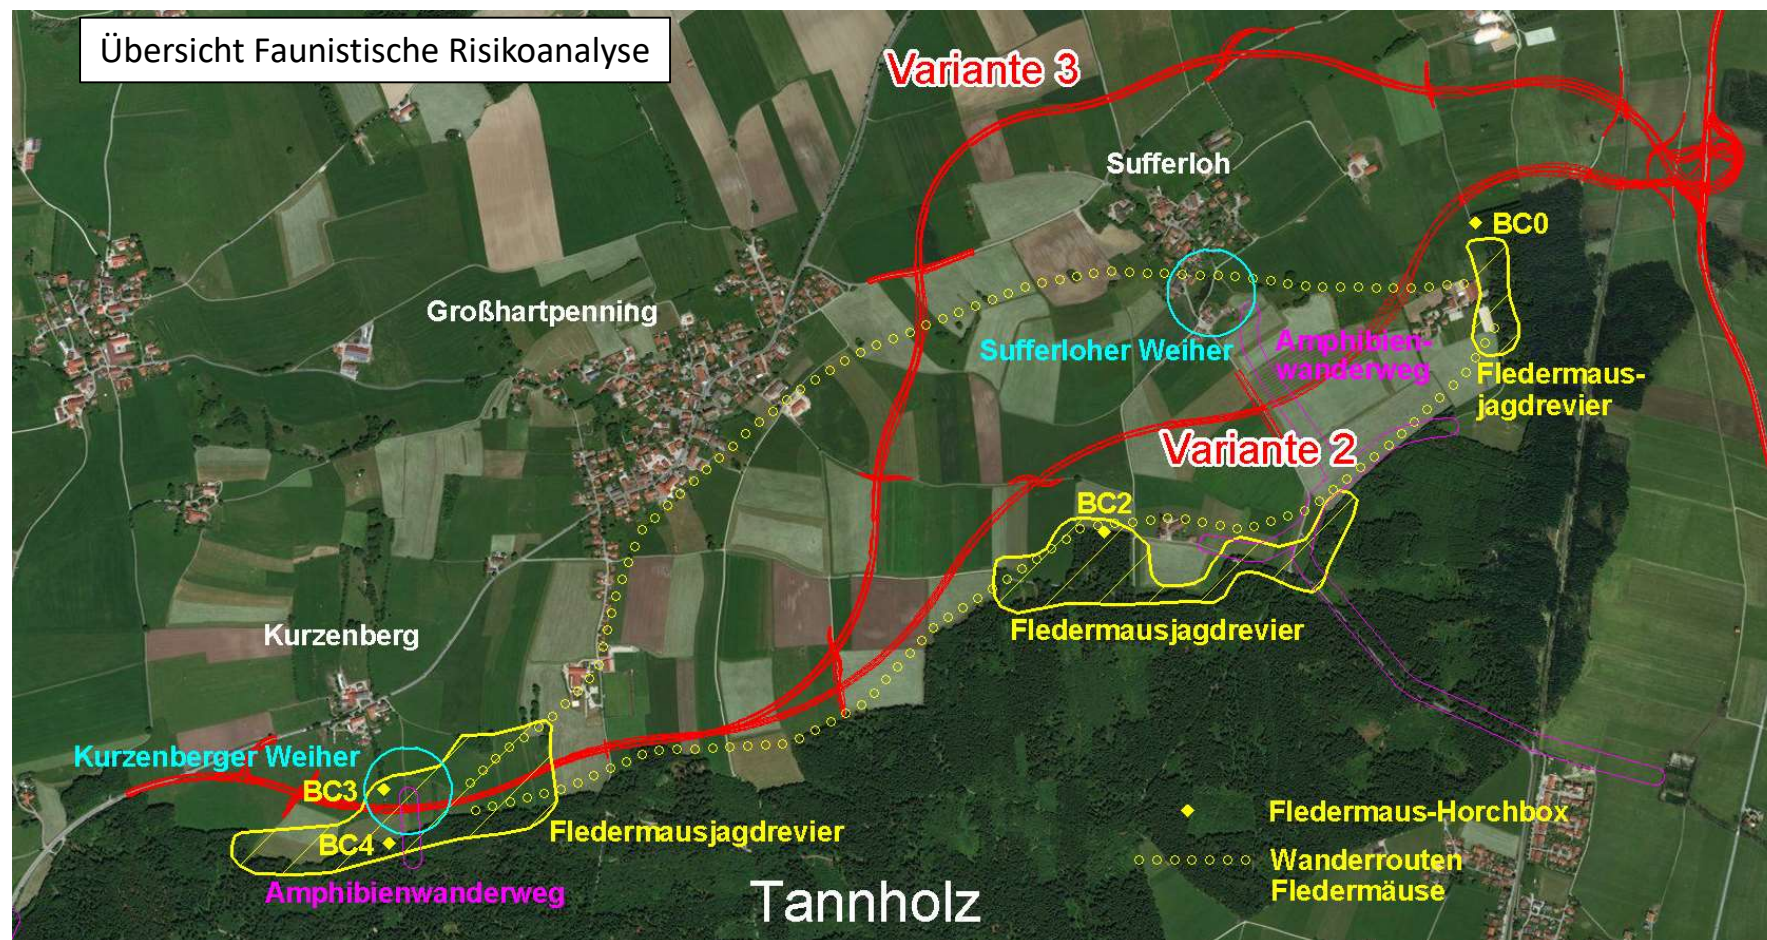 Übersicht Faunistische Risikoanalyse
Variante 3
Sufferloh
BC0
Großhartpenning
Sufferloher Weiher
Amphibien-
wanderweg
Fledermaus-
jagdrevier
Variante 2
BC2
Kurzenberg
Fledermausjagdrevier
Kurzenberger Weiher
BC3
BC4
Fledermausjagdrevier
Amphibienwanderweg
Tannholz
Fledermaus-Horchbox
Wanderrouten
Fledermäuse